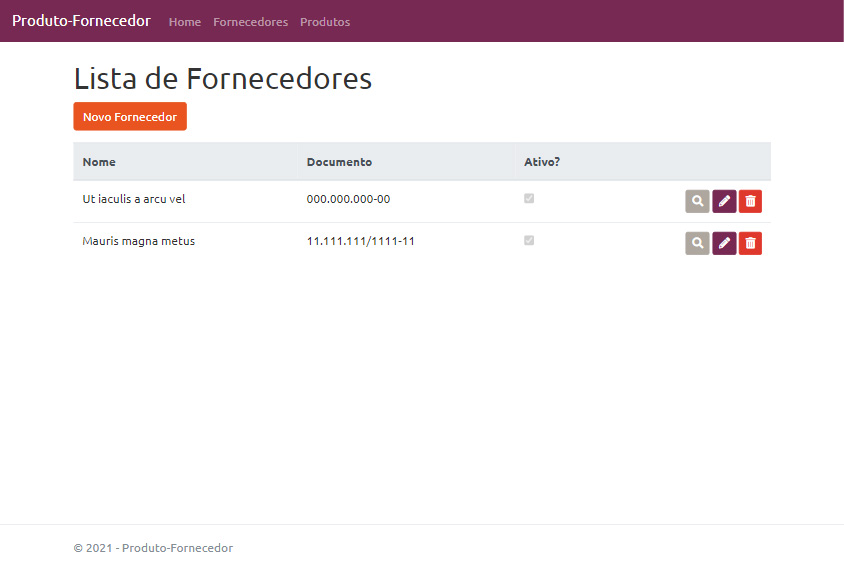 Produto-Fornecedor Home Fornecedores Produtos
Lista de Fornecedores
Novo Fornecedor
Nome Documento Ativo?
Ut iaculis a arcu vel 000.000.000-00
Mauris magna metus 11.111.111/1111-11
© 2021 - Produto-Fornecedor